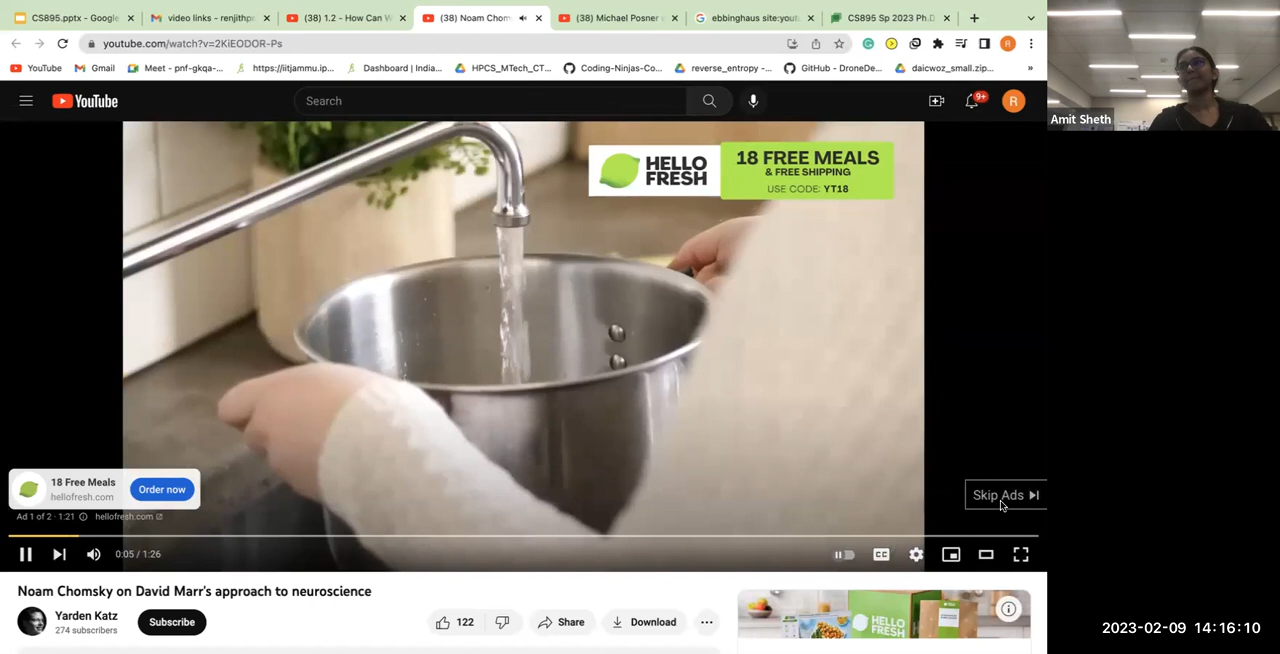 CS895.pptx - Google
video links - renjithpr
(38) 1.2 - How Can W
(38) Noam Chom
(38) Michael Posner e
ebbinghaus site:yout
CS895 Sp 2023 Ph.D
youtube.com/watch?v=2KiEODOR-Ps
R
YouTube
Gmail
Meet - pnf-gkqa-...
https://iitjammu.ip...
Dashboard | India...
HPCS_MTech_CT...
Coding-Ninjas-Co...
reverse_entropy -...
GitHub - DroneDe...
daicwoz_small.zip...
»
YouTube
Search
9+
R
Amit Sheth
HELLO
FRESH
18 FREE MEALS
& FREE SHIPPING
USE CODE: YT18
18 Free Meals
hellofresh.com
Order now
Ad 1 of 2 · 1:21
hellofresh.com
Skip Ads
0:05 / 1:26
CC
Noam Chomsky on David Marr's approach to neuroscience
Yarden Katz
274 subscribers
Subscribe
122
Share
Download
HELLO
FRESH
2023-02-09 14:16:10